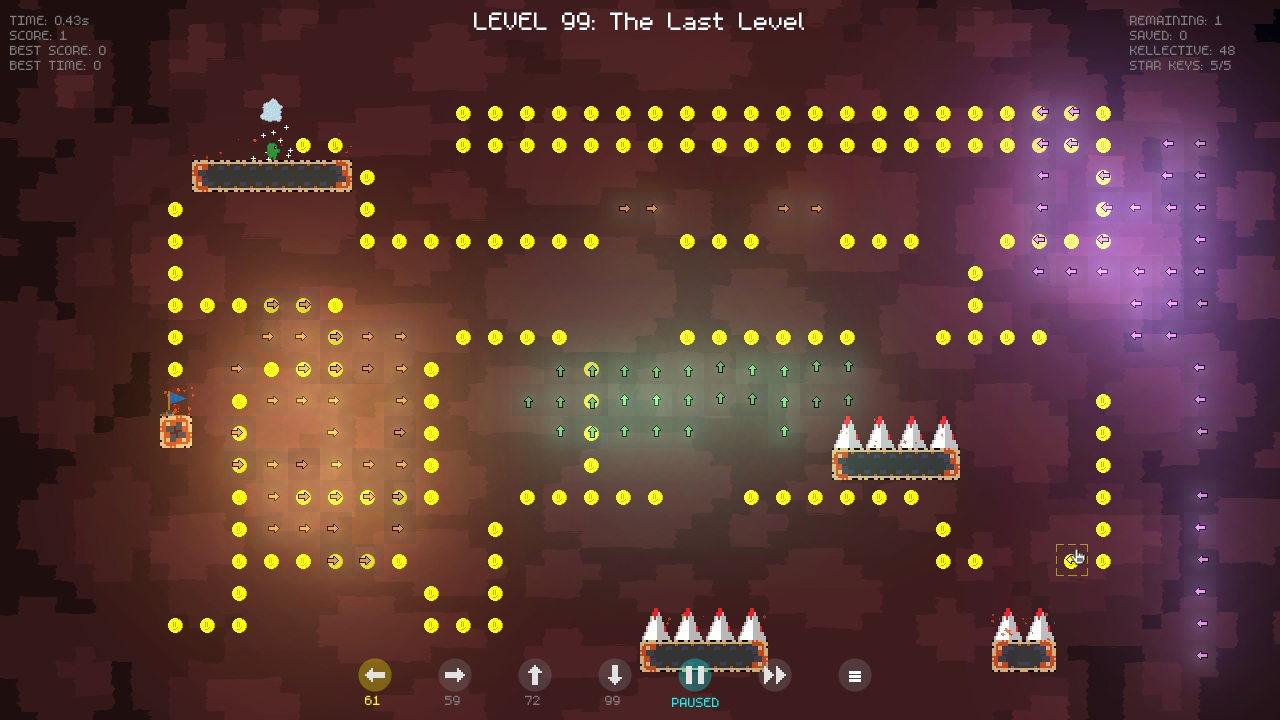 LEVEL 99: The Last Level
TIME: 0.43s
SCORE: 1
BEST SCORE: 0
BEST TIME: 0
REMAINING: 1
SAVED: 0
KELLECTIVE: 48
STAR KEYS: 5/5
61
59
72
99
PAUSED